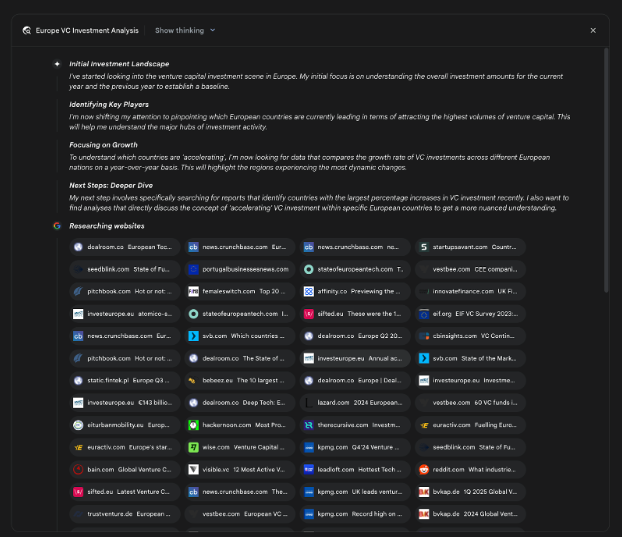 Europe VC Investment Analysis Show thinking
Initial Investment Landscape
I've started looking into the venture capital investment scene in Europe. My initial focus is on understanding the overall investment amounts for the current
year and the previous year to establish a baseline.
Identifying Key Players
I'm now shifting my attention to pinpointing which European countries are currently leading in terms of attracting the highest volumes of venture capital. This
will help me understand the major hubs of investment activity.
Focusing on Growth
To understand which countries are 'accelerating', I'm now looking for data that compares the growth rate of VC investments across different European
nations on a year-over-year basis. This will highlight the regions experiencing the most dynamic changes.
Next Steps: Deeper Dive
My next step involves specifically searching for reports that identify countries with the largest percentage increases in VC investment recently. I also want to
find analyses that directly discuss the concept of 'accelerating' VC investment within specific European countries to get a more nuanced understanding.
Researching websites
dealroom.co European Tec... cb news.crunchbase.com Eur... cb news.crunchbase.com no... S startupsavant.com Countr...
seedblink.com State of Fu... portugalbusinessesnews.com stateofeuropeantech.com T... vestbee.com CEE compani...
pitchbook.com Hot or not: ... femaleswitch.com Top 20 ... affinity.co Previewing the ... innovatefinance.com UK Fi...
investeurope.eu atomico-s... stateofeuropeantech.com I... sifted.eu These were the 1... eif.org EIF VC Survey 2023:...
cb news.crunchbase.com Eur... svb.com Which countries ... dealroom.co Europe Q2 20... cbinsights.com VC Contin...
pitchbook.com Hot or not: ... dealroom.co The State of ... investeurope.eu Annual ac... svb.com State of the Mark...
static.fintek.pl Europe Q3 ... bebeez.eu The 10 largest ... dealroom.co Europe | Deal... investeurope.eu Investme...
investeurope.eu €143 billio... dealroom.co Deep Tech: E... lazard.com 2024 European... vestbee.com 60 VC funds i...
eiturbanmobility.eu Europ... hackernoon.com Most Pro... therecursive.com Investm... euractiv.com Fuelling Euro...
euractiv.com Europe's star... wise.com Venture Capital ... kpmg.com Q4'24 Venture ... seedblink.com State of Fu...
bain.com Global Venture C... visible.vc 12 Most Active V... leadloft.com Hottest Tech ... reddit.com What industrie...
sifted.eu Latest Venture C... cb news.crunchbase.com The... kpmg.com UK leads ventur... BK bvkap.de 1Q 2025 Global V...
trustventure.de European ... vestbee.com European VC ... kpmg.com Record high on ... BK bvkap.de 2024 Global Vent...